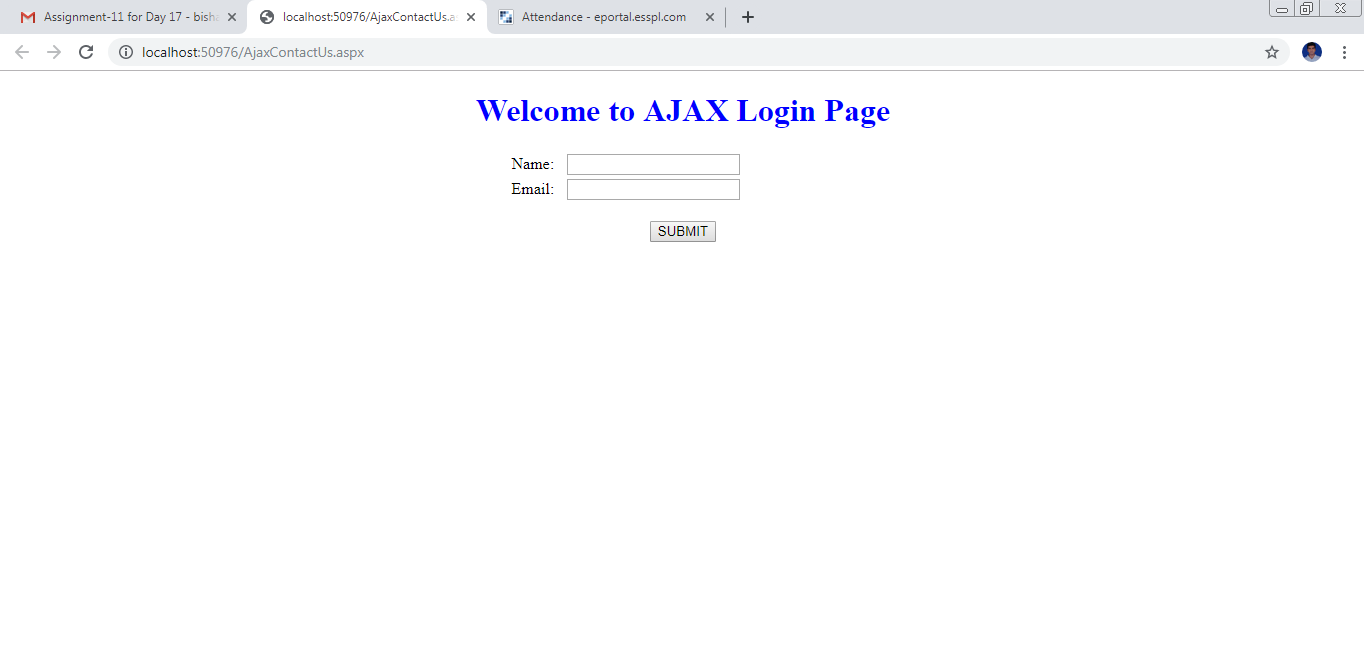 Assignment-11 for Day 17 - bish
localhost:50976/AjaxContactUs.a
Attendance - eportal.esspl.com
localhost:50976/AjaxContactUs.aspx
Welcome to AJAX Login Page
Name:
Email:
SUBMIT